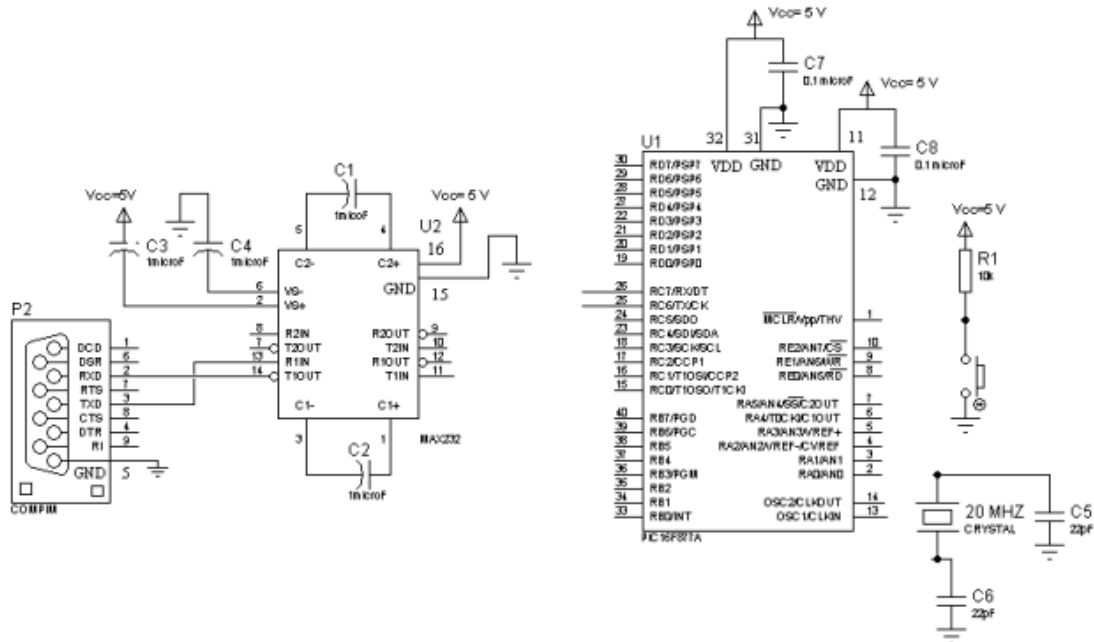 Vcc= 5 V
C7
0.1microF
Vcc= 5 V
32
31
11
U1
VDD
GND
VDD
GND
12
C8
0.1microF
30 RD7/PSP7
29 RD6/PSP6
28 RD5/PSP5
27 RD4/PSP4
22 RD3/PSP3
21 RD2/PSP2
20 RD1/PSP1
19 RD0/PSP0
26 RC7/RX/DT
25 RC6/TX/CK
24 RC5/SDO
23 RC4/SDI/SDA
18 RC3/SCK/SCL
17 RC2/CCP1
16 RC1/T1OSI/CCP2
15 RC0/T1OSO/T1CKI
40 RB7/PGD
39 RB6/PGC
38 RB5
37 RB4
36 RB3/PGM
35 RB2
34 RB1
33 RB0/INT
MCLR/Vpp/THV 1
RE2/AN7/CS 10
RE1/AN6/WR 9
RE0/AN5/RD 8
RA5/AN4/SS/C2OUT 7
RA4/T0CKI/C1OUT 6
RA3/AN3/VREF+ 5
RA2/AN2/VREF-/CVREF 4
RA1/AN1 3
RA0/AN0 2
OSC2/CLKOUT 14
OSC1/CLKIN 13
PIC16F877A
Vcc=5 V
R1
10k
20 MHZ
CRYSTAL
C5
22pF
C6
22pF
C1
1micoF
Vcc=5V
C3
1microF
C4
1microF
Vcc= 5 V
U2
16
5
4
C2-
C2+
GND
15
6 VS-
2 VS+
8 R2IN
7 T2OUT
13 R1IN
14 T1OUT
R2OUT 9
T2IN 10
R1OUT 12
T1IN 11
C1-
C1+
3
1
MAX232
C2
1microF
P2
DCD 1
DSR 6
RXD 2
RTS 7
TXD 3
CTS 8
DTR 4
RI 9
GND 5
COMPIM